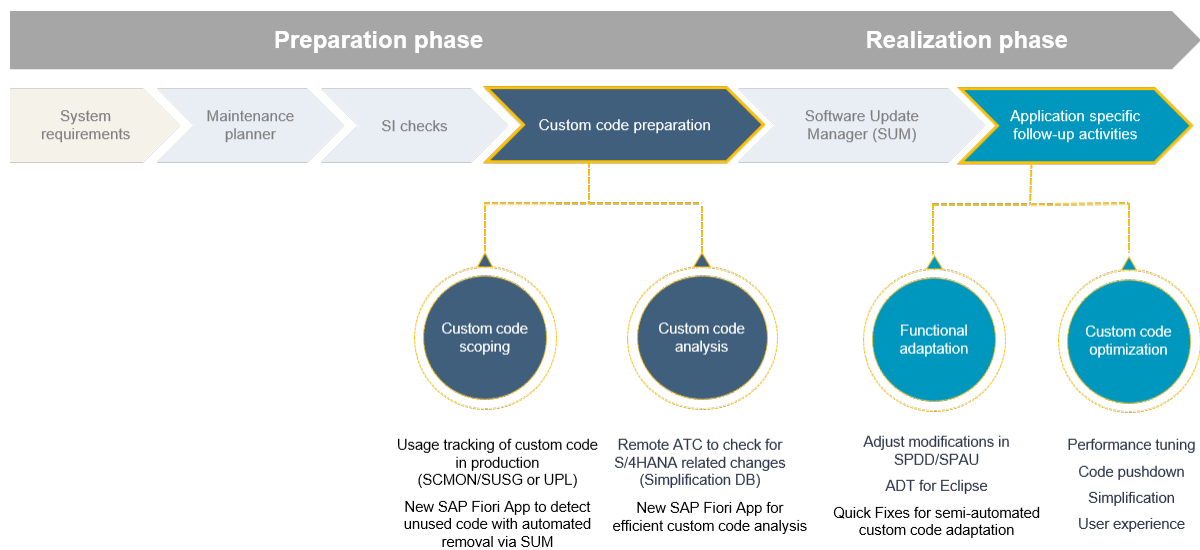 Preparation phase
Realization phase
System
requirements
Maintenance
planner
SI checks
Custom code preparation
Software Update
Manager (SUM)
Application specific
follow-up activities
Custom code
scoping
Custom code
analysis
Functional
adaptation
Custom code
optimization
Usage tracking of custom code
in production
(SCMON/SUSG or UPL)
New SAP Fiori App to detect
unused code with automated
removal via SUM
Remote ATC to check for
S/4HANA related changes
(Simplification DB)
New SAP Fiori App for
efficient custom code analysis
Adjust modifications in
SPDD/SPAU
ADT for Eclipse
Quick Fixes for semi-automated
custom code adaptation
Performance tuning
Code pushdown
Simplification
User experience